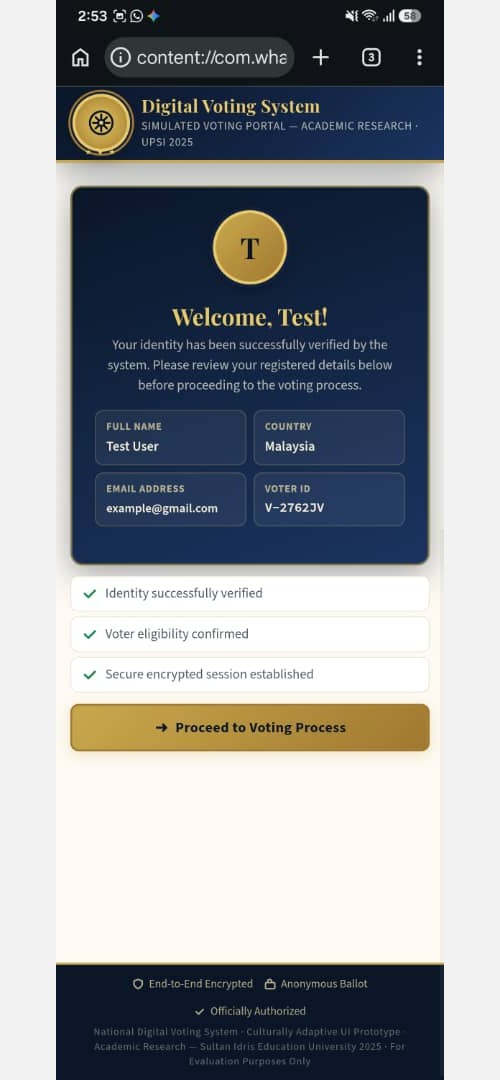 2:53
58
content://com.wha
3
Digital Voting System
SIMULATED VOTING PORTAL — ACADEMIC RESEARCH ·
UPSI 2025
T
Welcome, Test!
Your identity has been successfully verified by the
system. Please review your registered details below
before proceeding to the voting process.
FULL NAME
Test User
COUNTRY
Malaysia
EMAIL ADDRESS
example@gmail.com
VOTER ID
V-2762JV
Identity successfully verified
Voter eligibility confirmed
Secure encrypted session established
→ Proceed to Voting Process
End-to-End Encrypted
Anonymous Ballot
Officially Authorized
National Digital Voting System · Culturally Adaptive UI Prototype ·
Academic Research — Sultan Idris Education University 2025 · For
Evaluation Purposes Only